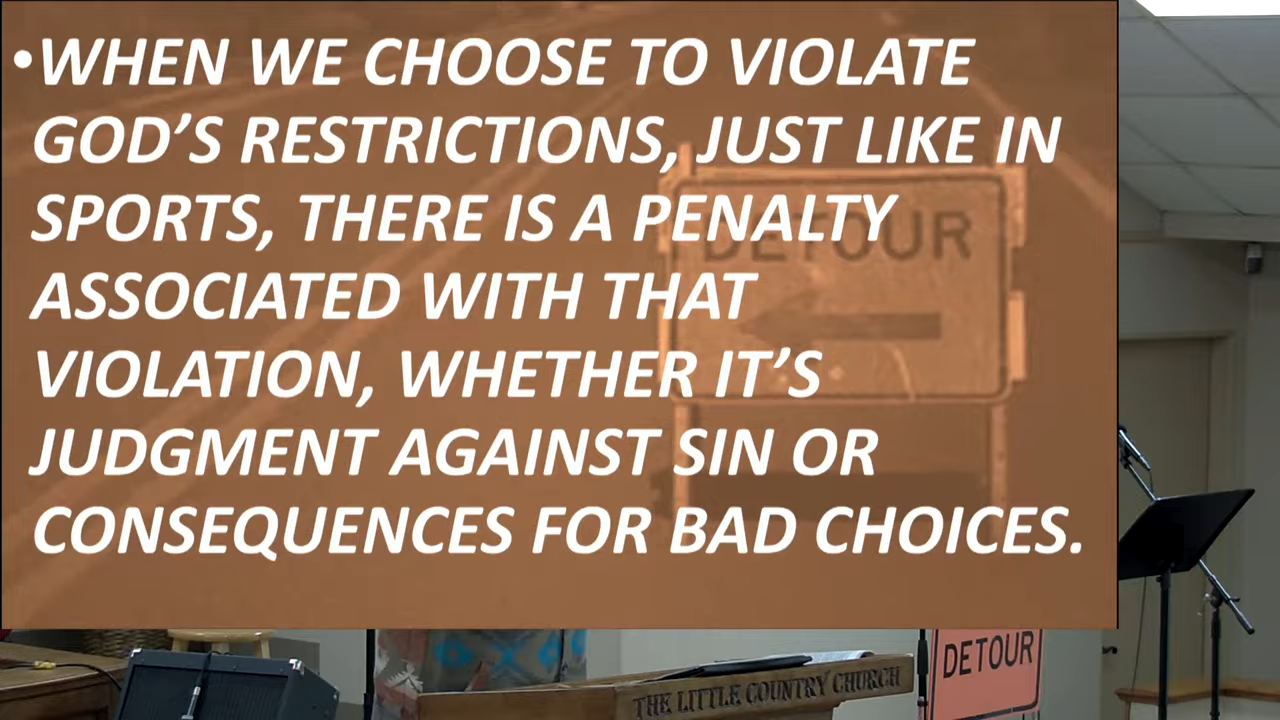 •WHEN WE CHOOSE TO VIOLATE
GOD’S RESTRICTIONS, JUST LIKE IN
SPORTS, THERE IS A PENALTY
ASSOCIATED WITH THAT
VIOLATION, WHETHER IT’S
JUDGMENT AGAINST SIN OR
CONSEQUENCES FOR BAD CHOICES.
DETOUR
THE LITTLE COUNTRY CHURCH
DETOUR